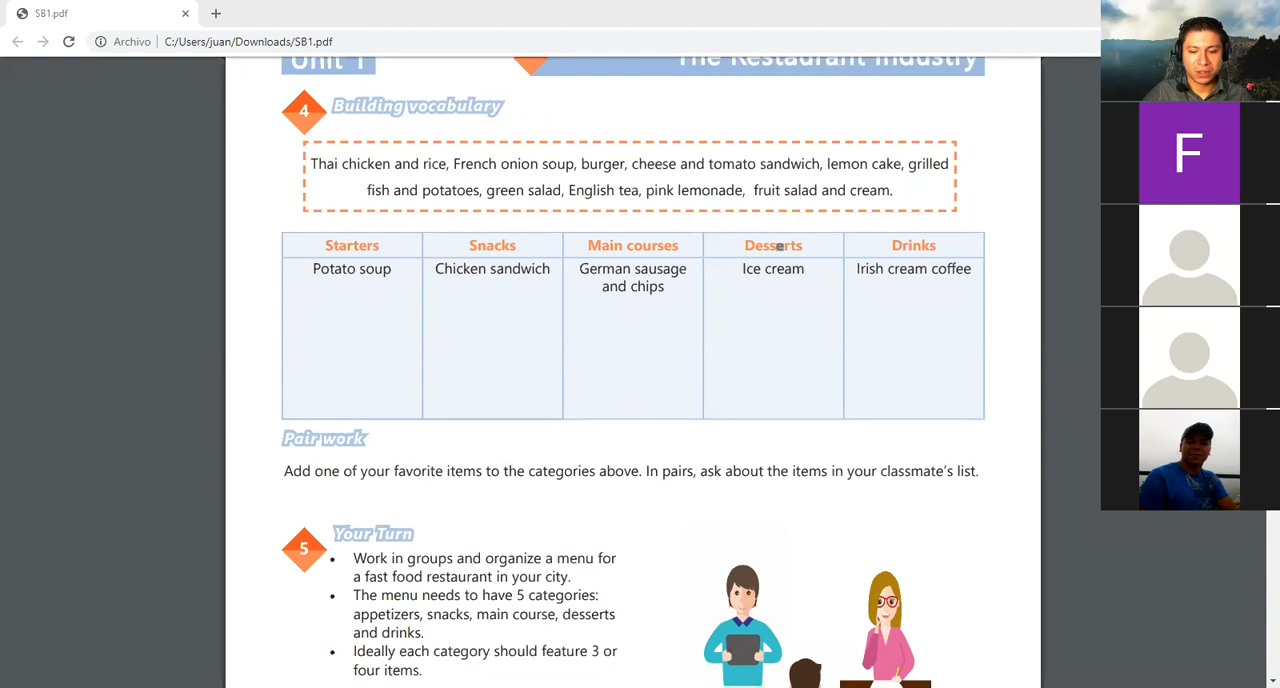 SB1.pdf
Archivo C:/Users/juan/Downloads/SB1.pdf
Unit 1 The Restaurant Industry
4 Building vocabulary
Thai chicken and rice, French onion soup, burger, cheese and tomato sandwich, lemon cake, grilled
fish and potatoes, green salad, English tea, pink lemonade, fruit salad and cream.
Starters Snacks Main courses Desserts Drinks
Potato soup Chicken sandwich German sausage Ice cream Irish cream coffee
and chips
Pair work
Add one of your favorite items to the categories above. In pairs, ask about the items in your classmate's list.
5 Your Turn
• Work in groups and organize a menu for
a fast food restaurant in your city.
• The menu needs to have 5 categories:
appetizers, snacks, main course, desserts
and drinks.
• Ideally each category should feature 3 or
four items.
F